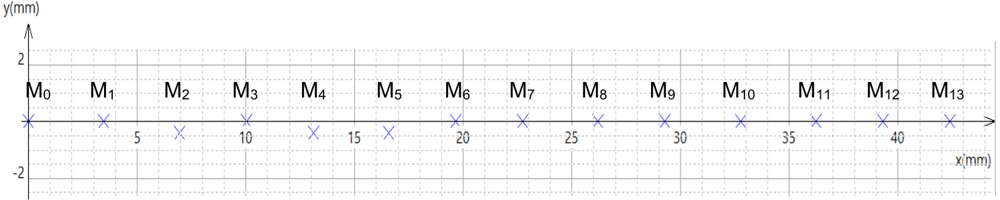 y(mm)
2
M₀ M₁ M₂ M₃ M₄ M₅ M₆ M₇ M₈ M₉ M₁₀ M₁₁ M₁₂ M₁₃
5 10 15 20 25 30 35 40
x(mm)
-2